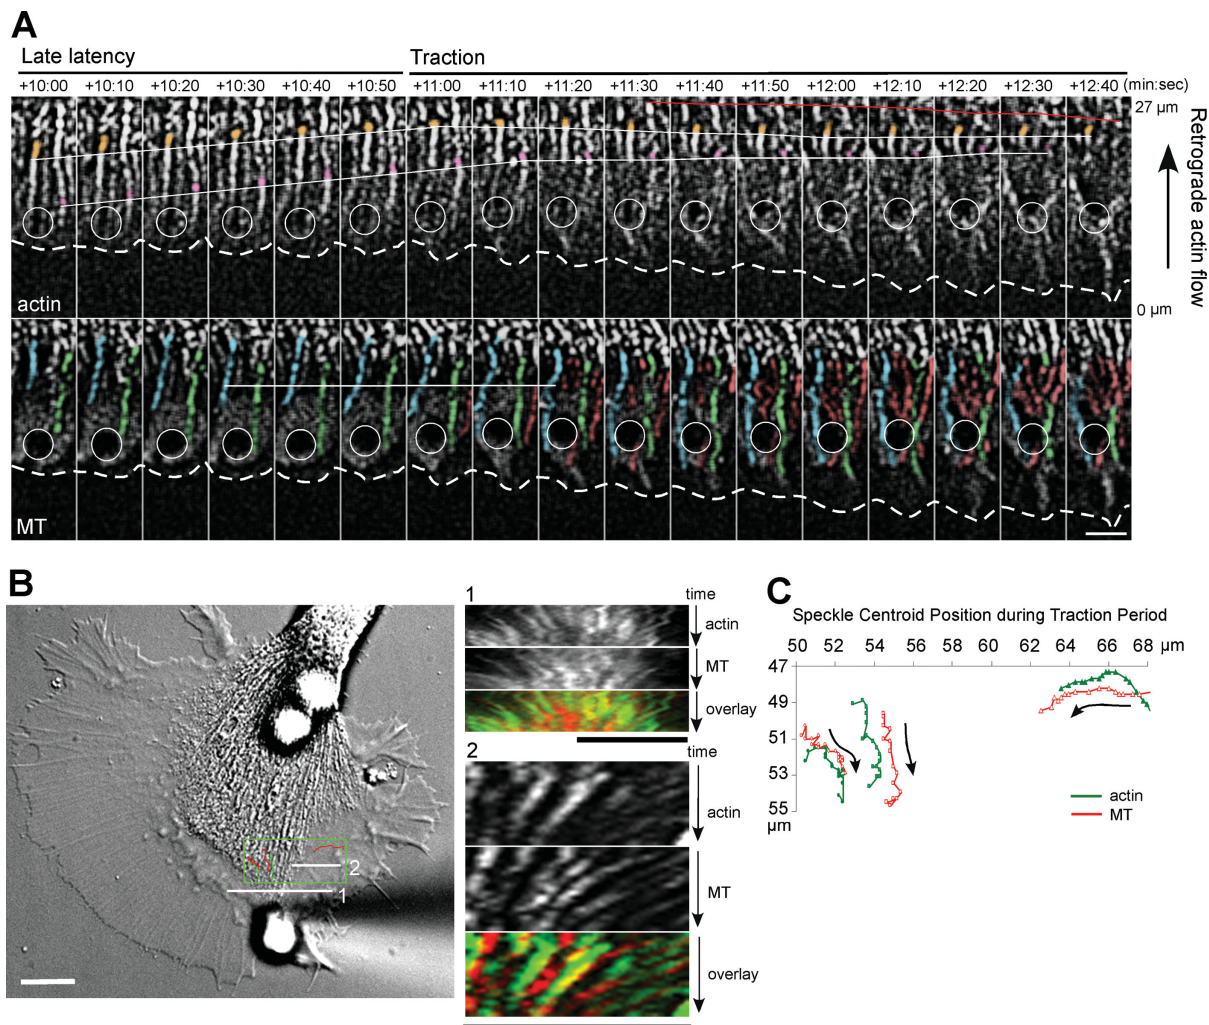 A
Late latency
Traction
+10:00 +10:10 +10:20 +10:30 +10:40 +10:50 +11:00 +11:10 +11:20 +11:30 +11:40 +11:50 +12:00 +12:10 +12:20 +12:30 +12:40 (min:sec)
27 µm
Retrograde actin flow
actin
0 µm
MT
B
2
1
1
time
actin
MT
overlay
2
time
actin
MT
overlay
C
Speckle Centroid Position during Traction Period
50 52 54 56 58 60 62 64 66 68 µm
47
49
51
53
55
µm
actin
MT